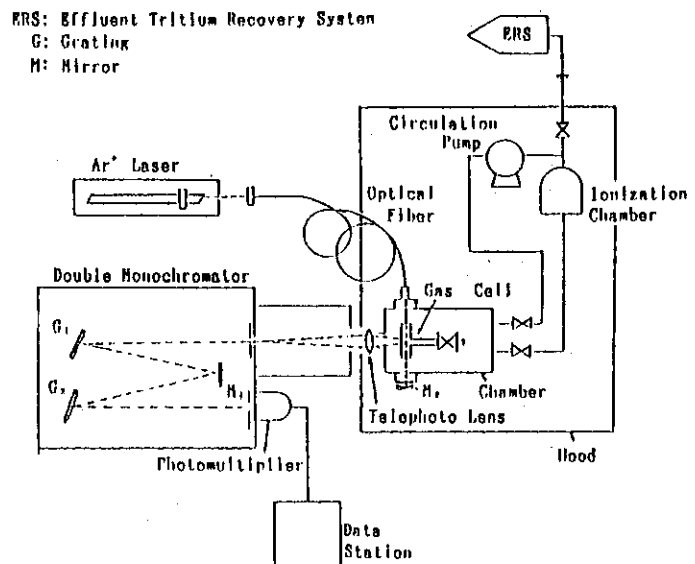 ERS: Effluent Tritium Recovery System
G: Grating
M: Mirror
ERS
Circulation
Pump
Ar⁺ Laser
Optical
Fiber
Ionization
Chamber
Double Monochromator
Gas Cell
G₁
M₁
G₂
M₂
Chamber
Telephoto Lens
Hood
Photomultiplier
Data
Station